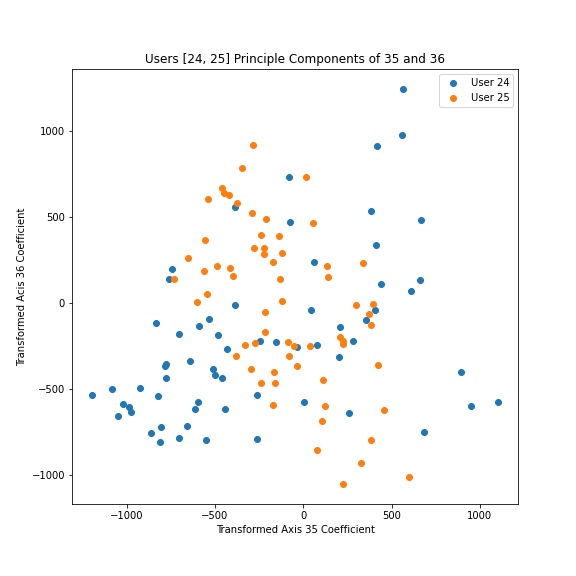 Users [24, 25] Principle Components of 35 and 36
User 24
User 25
Transformed Acis 36 Coefficient
1000
500
0
−500
−1000
−1000
−500
0
500
1000
Transformed Axis 35 Coefficient